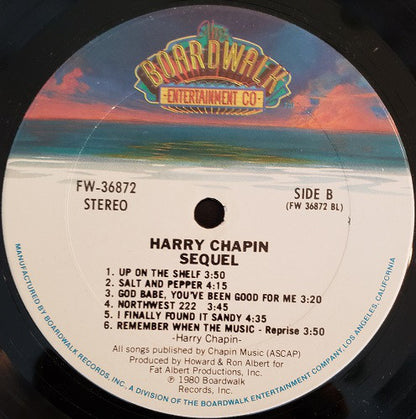 The
BOARDWALK
-ENTERTAINMENT CO-
FW-36872
STEREO
SIDE B
(FW 36872 BL)
HARRY CHAPIN
SEQUEL
1. UP ON THE SHELF 3:50
2. SALT AND PEPPER 4:15
3. GOD BABE, YOU'VE BEEN GOOD FOR ME 3:20
4. NORTHWEST 222 3:45
5. I FINALLY FOUND IT SANDY 4:35
6. REMEMBER WHEN THE MUSIC - Reprise 3:50
-Harry Chapin-
All songs published by Chapin Music (ASCAP)
Produced by Howard & Ron Albert for
Fat Albert Productions, Inc.
℗ 1980 Boardwalk
Records, Inc.
MANUFACTURED BY BOARDWALK RECORDS, INC., A DIVISION OF THE BOARDWALK ENTERTAINMENT COMPANY, LOS ANGELES, CALIFORNIA